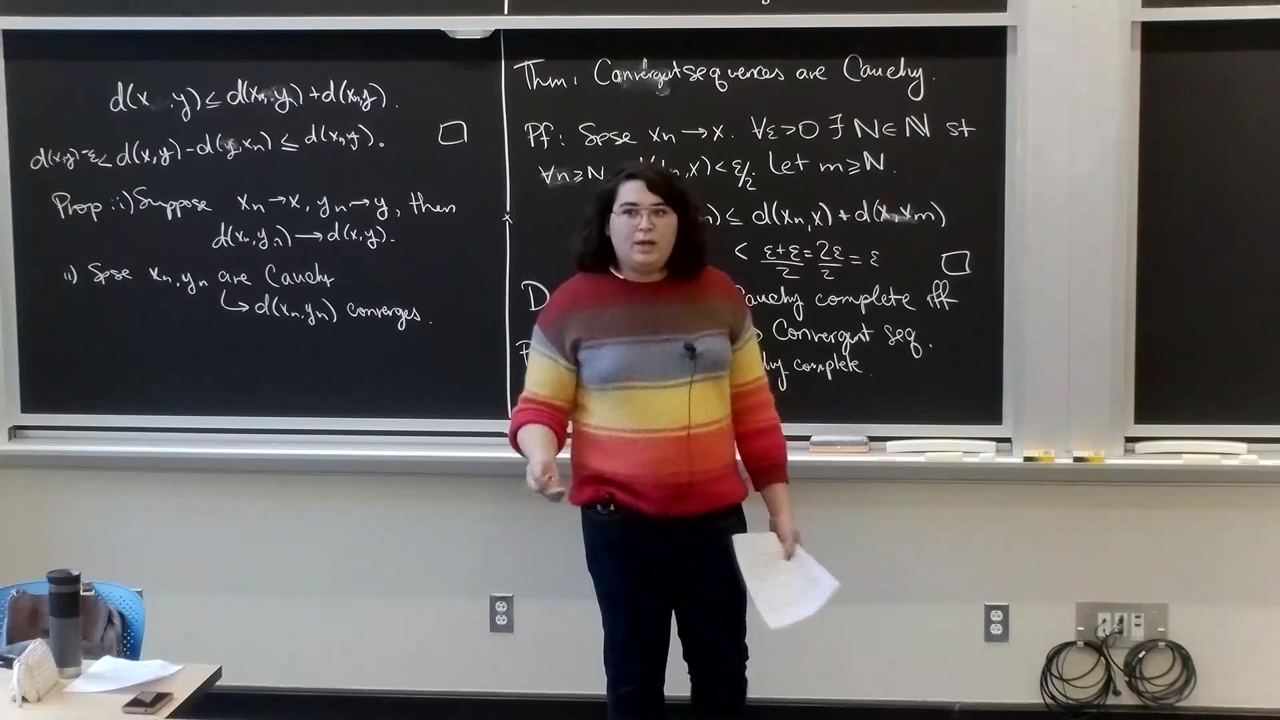 d(x ,y) ≤ d(xₙ,yₙ) + d(xₙ,y).
d(x,y)-ε < d(x,y) - d(y,xₙ) ≤ d(xₙ,y). □
Prop: i) Suppose xₙ → x, yₙ → y, then
d(xₙ,yₙ) → d(x,y).
ii) Spse xₙ, yₙ are Cauchy
↳ d(xₙ,yₙ) converges.
Thm: Convergent sequences are Cauchy.
Pf: Spse xₙ → x. ∀ε>0 ∃ N∈ℕ st
∀n≥N ,x) < ε/2. Let m≥N.
) ≤ d(xₙ,x) + d(x,xₘ)
< ε+ε/2 = 2ε/2 = ε □
Cauchy complete iff
Convergent seq.
complete.